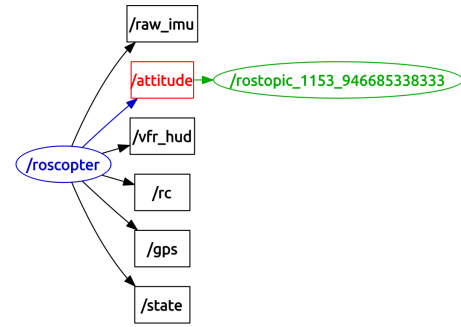 /raw_imu
/attitude
/rostopic_1153_946685338333
/vfr_hud
/roscopter
/rc
/gps
/state